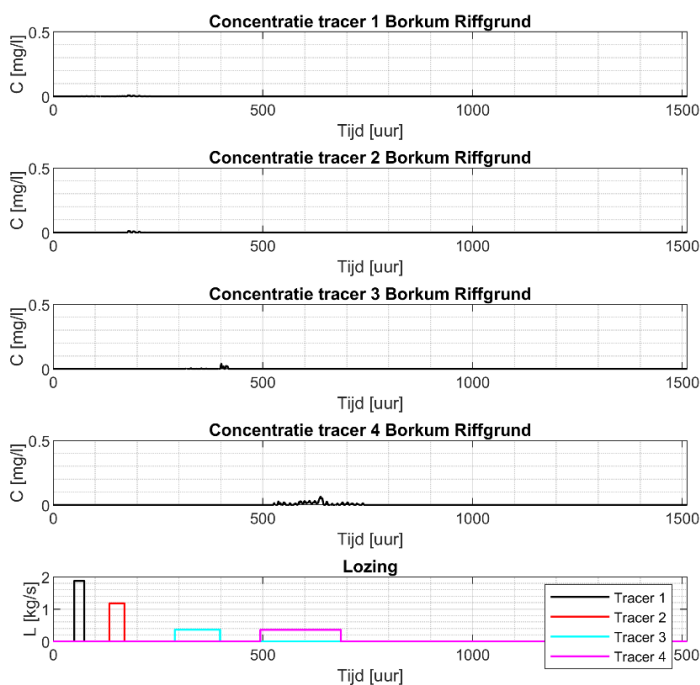 Concentratie tracer 1 Borkum Riffgrund
0.5
C [mg/l]
0
0 500 1000 1500
Tijd [uur]
Concentratie tracer 2 Borkum Riffgrund
0.5
C [mg/l]
0
0 500 1000 1500
Tijd [uur]
Concentratie tracer 3 Borkum Riffgrund
0.5
C [mg/l]
0
0 500 1000 1500
Tijd [uur]
Concentratie tracer 4 Borkum Riffgrund
0.5
C [mg/l]
0
0 500 1000 1500
Tijd [uur]
Lozing
2
1
0
L [kg/s]
Tracer 1
Tracer 2
Tracer 3
Tracer 4
0 500 1000 1500
Tijd [uur]